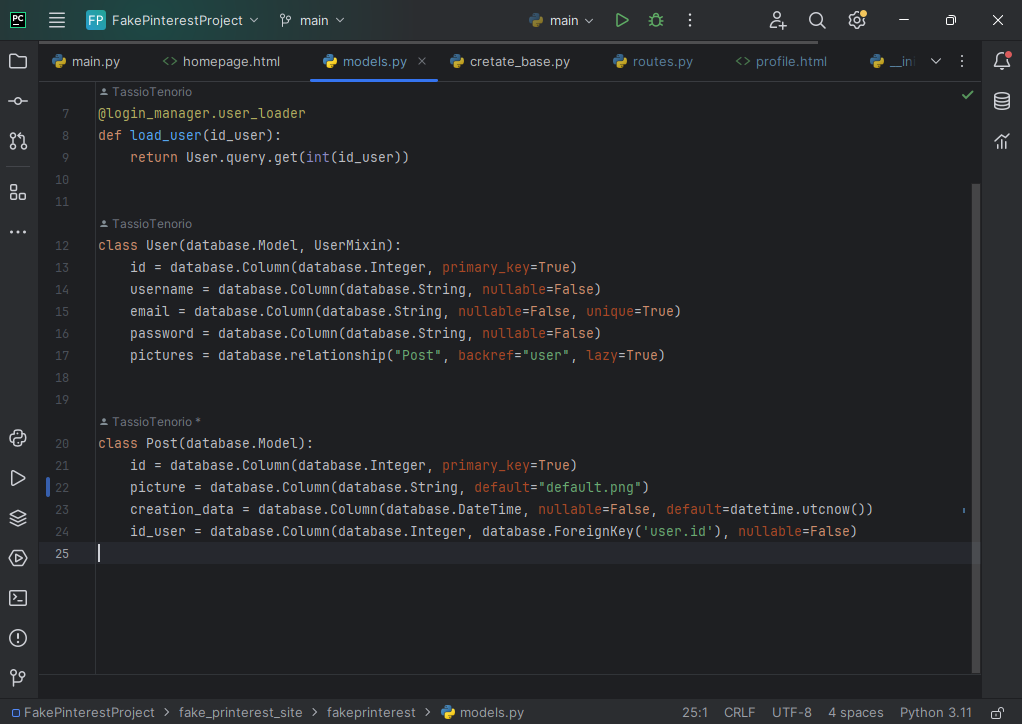 PC FP FakePinterestProject main main
main.py <> homepage.html models.py cretate_base.py routes.py <> profile.html __in
TassioTenorio
7 @login_manager.user_loader
8 def load_user(id_user):
9 return User.query.get(int(id_user))
10
11
TassioTenorio
12 class User(database.Model, UserMixin):
13 id = database.Column(database.Integer, primary_key=True)
14 username = database.Column(database.String, nullable=False)
15 email = database.Column(database.String, nullable=False, unique=True)
16 password = database.Column(database.String, nullable=False)
17 pictures = database.relationship("Post", backref="user", lazy=True)
18
19
TassioTenorio *
20 class Post(database.Model):
21 id = database.Column(database.Integer, primary_key=True)
22 picture = database.Column(database.String, default="default.png")
23 creation_data = database.Column(database.DateTime, nullable=False, default=datetime.utcnow())
24 id_user = database.Column(database.Integer, database.ForeignKey('user.id'), nullable=False)
25
FakePinterestProject > fake_printerest_site > fakeprinterest > models.py 25:1 CRLF UTF-8 4 spaces Python 3.11